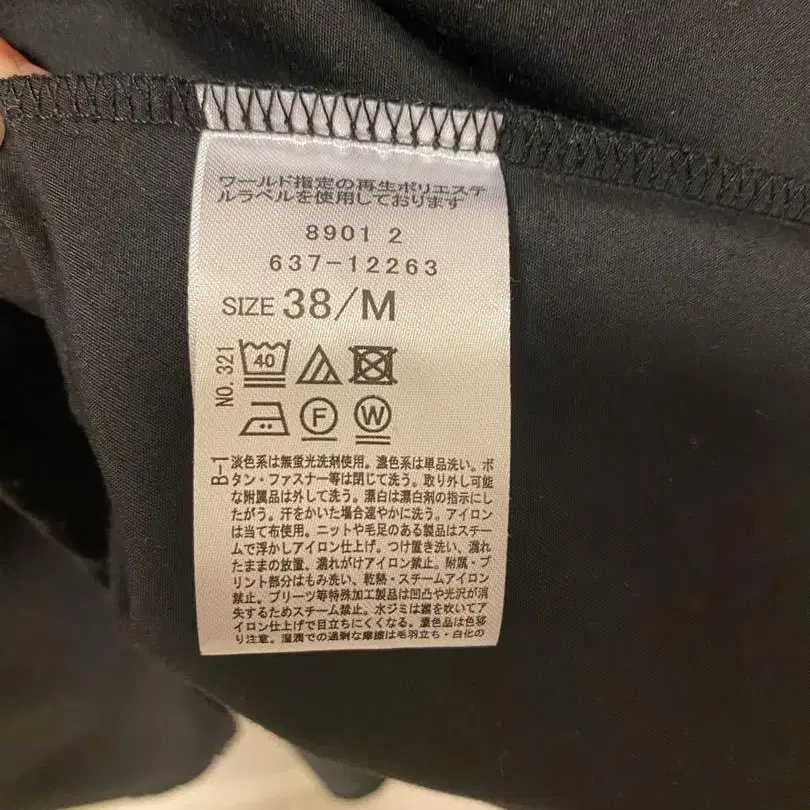 ワールド指定の再生ポリエステ
ルラベルを使用しております
8901 2
637-12263
SIZE 38/M
NO. 321
40
F W
B-1
淡色系は無蛍光洗剤使用。濃色系は単品洗い。ボ
タン・ファスナー等は閉じて洗う。取り外し可能
な附属品は外して洗う。漂白は漂白剤の指示にし
たがう。汗をかいた場合速やかに洗う。アイロン
は当て布使用。ニットや毛足のある製品はスチー
ムで浮かしアイロン仕上げ。つけ置き洗い、濡れ
たままの放置。濡れがけアイロン禁止。附属・プ
リント部分はもみ洗い、乾熱・スチームアイロン
禁止。プリーツ等特殊加工製品は凹凸や光沢が消
失するためスチーム禁止。水ジミは霧を吹いてア
イロン仕上げで目立ちにくくなる。濃色品は色移
り注意。湿潤での過剰な摩擦は毛羽立ち・白化の